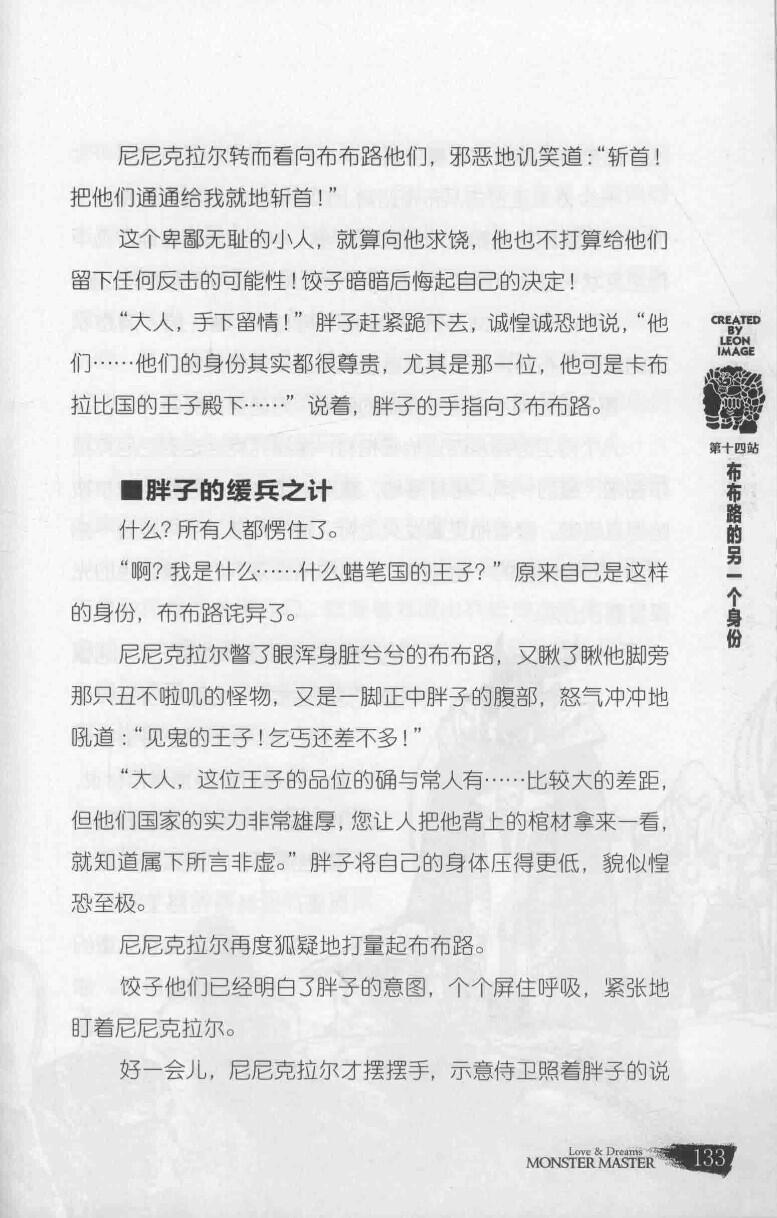 尼尼克拉尔转而看向布布路他们，邪恶地讥笑道：“斩首！
把他们通通给我就地斩首！”
这个卑鄙无耻的小人，就算向他求饶，他也不打算给他们
留下任何反击的可能性！饺子暗暗后悔起自己的决定！
“大人，手下留情！”胖子赶紧跪下去，诚惶诚恐地说，“他
们……他们的身份其实都很尊贵，尤其是那一位，他可是卡布
拉比国的王子殿下……”说着，胖子的手指向了布布路。
■胖子的缓兵之计
什么？所有人都愣住了。
“啊？我是什么……什么蜡笔国的王子？”原来自己是这样
的身份，布布路诧异了。
尼尼克拉尔瞥了眼浑身脏兮兮的布布路，又瞅了瞅他脚旁
那只丑不啦叽的怪物，又是一脚正中胖子的腹部，怒气冲冲地
吼道：“见鬼的王子！乞丐还差不多！”
“大人，这位王子的品位的确与常人有……比较大的差距，
但他们国家的实力非常雄厚，您让人把他背上的棺材拿来一看，
就知道属下所言非虚。”胖子将自己的身体压得更低，貌似惶
恐至极。
尼尼克拉尔再度狐疑地打量起布布路。
饺子他们已经明白了胖子的意图，个个屏住呼吸，紧张地
盯着尼尼克拉尔。
好一会儿，尼尼克拉尔才摆摆手，示意侍卫照着胖子的说
CREATED
BY
LEON
IMAGE
第十四站
布布路的另一个身份
Love & Dreams
MONSTER MASTER
133